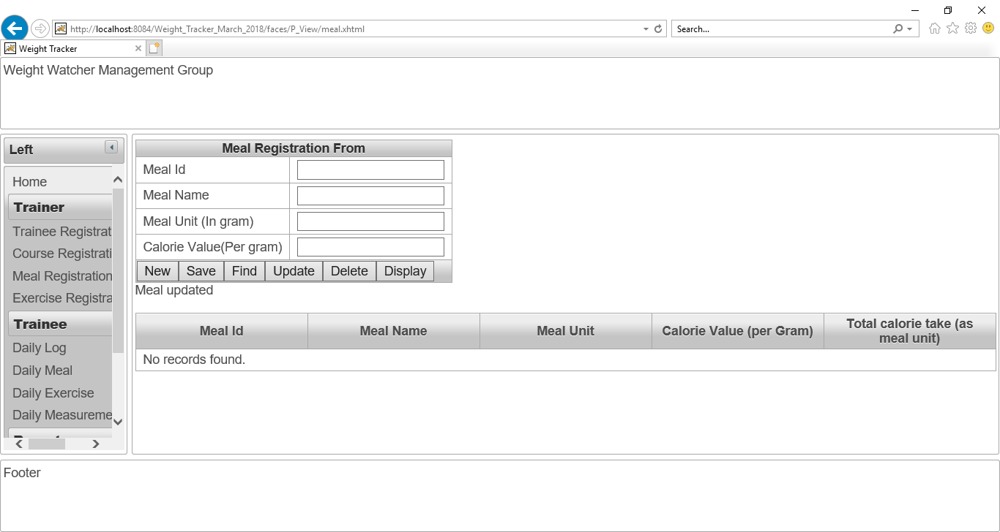 http://localhost:8084/Weight_Tracker_March_2018/faces/P_View/meal.xhtml
Search...
Weight Tracker
Weight Watcher Management Group
Left
Home
Trainer
Trainee Registrat
Course Registrati
Meal Registration
Exercise Registra
Trainee
Daily Log
Daily Meal
Daily Exercise
Daily Measureme
Meal Registration From
Meal Id
Meal Name
Meal Unit (In gram)
Calorie Value(Per gram)
New Save Find Update Delete Display
Meal updated
Meal Id Meal Name Meal Unit Calorie Value (per Gram) Total calorie take (as
meal unit)
No records found.
Footer